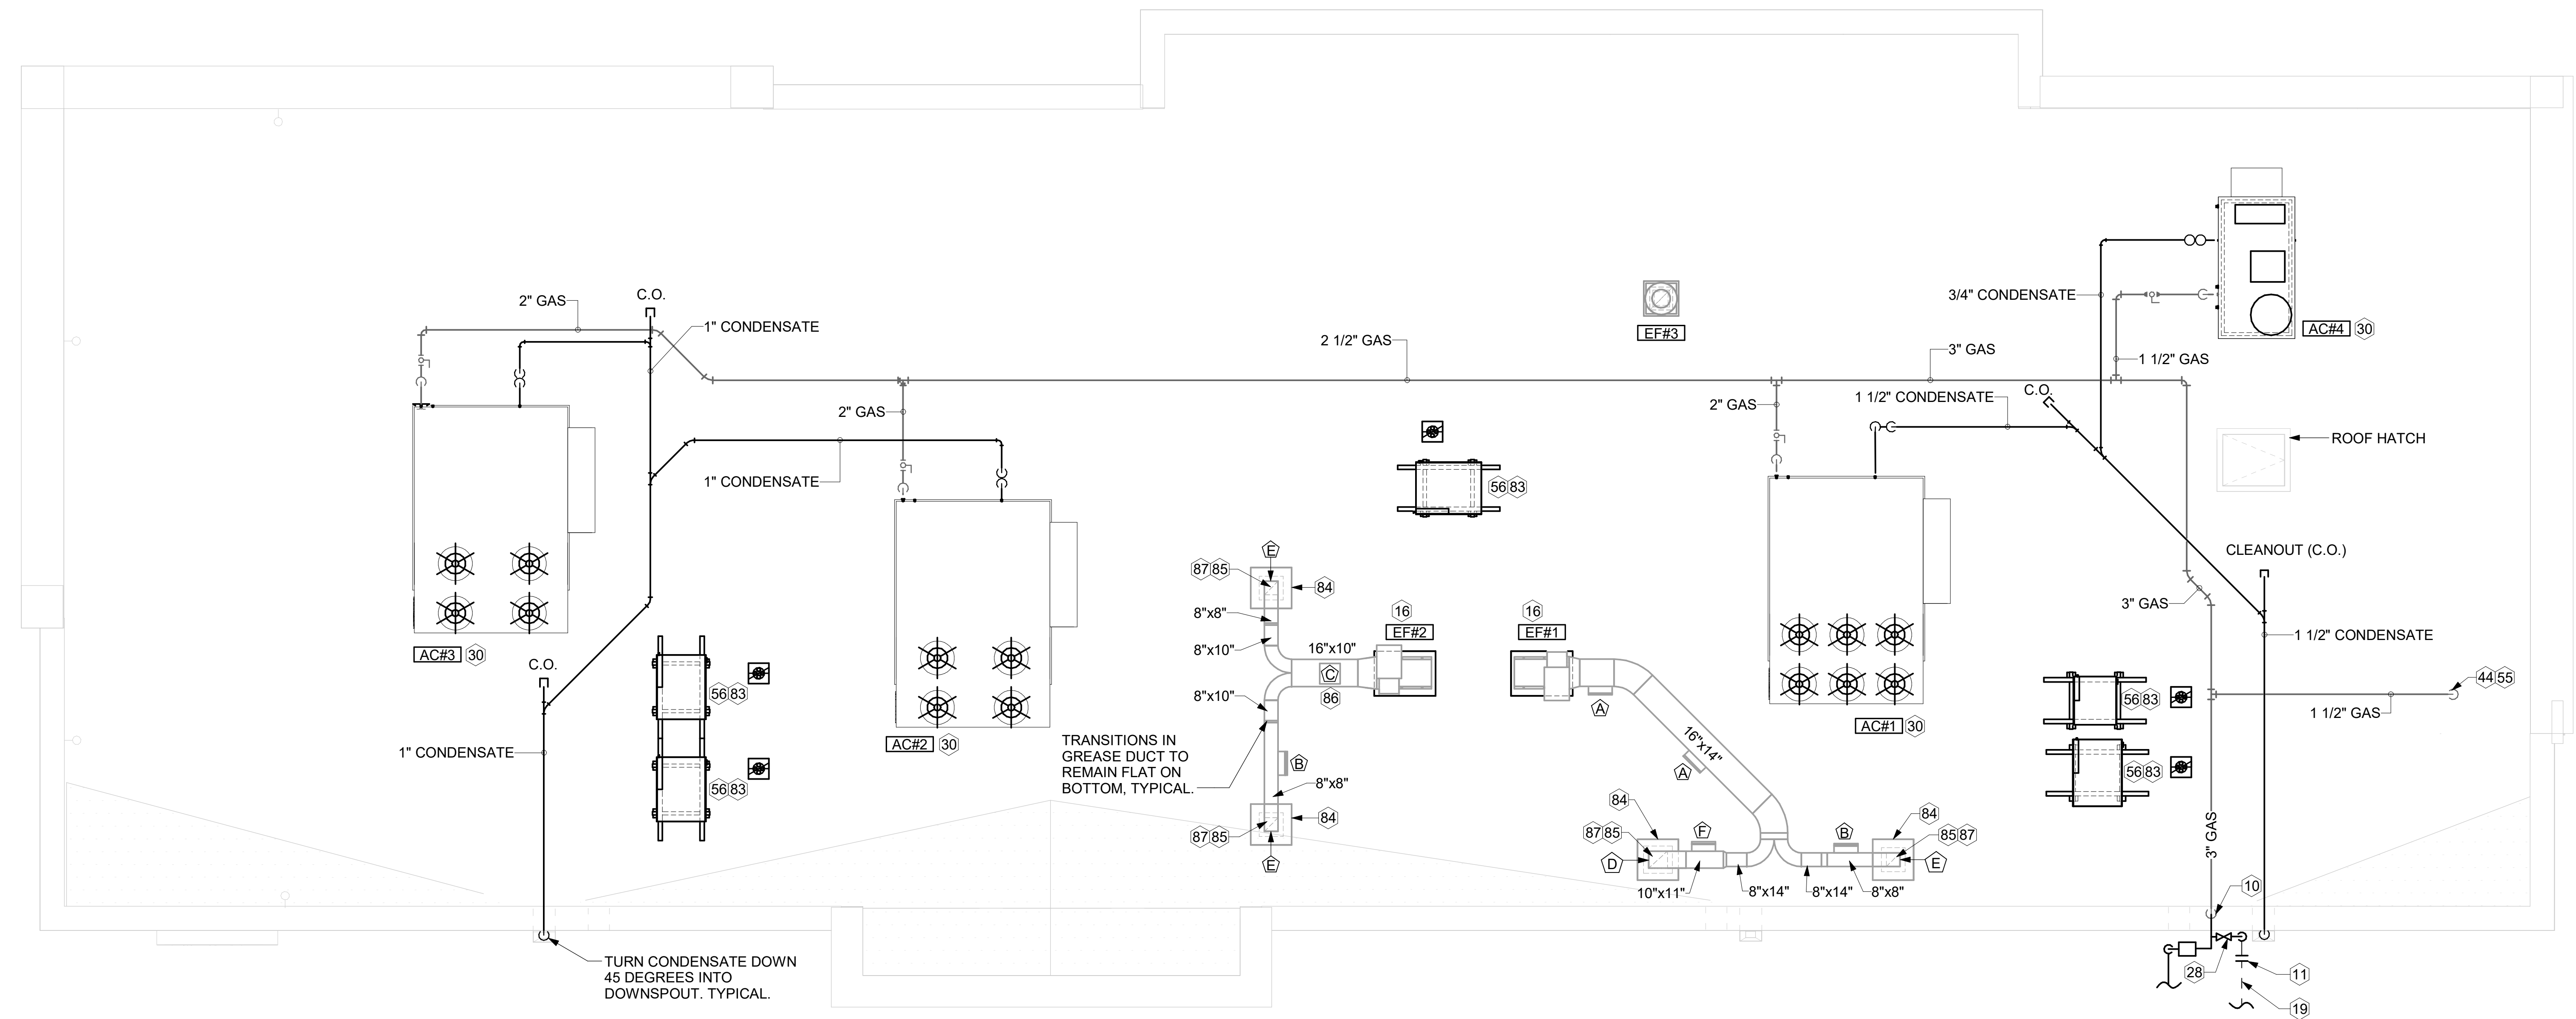 2" GAS
C.O.
1" CONDENSATE
2 1/2" GAS
EF#3
3" GAS
3/4" CONDENSATE
1 1/2" GAS
AC#4 30
2" GAS
1" CONDENSATE
2" GAS
1 1/2" CONDENSATE
C.O.
ROOF HATCH
56 83
CLEANOUT (C.O.)
AC#3 30
C.O.
1" CONDENSATE
56 83
56 83
AC#2 30
E
87 85
84
8"x8"
8"x10"
16"x10"
C
86
16
EF#2
16
EF#1
8"x10"
TRANSITIONS IN
GREASE DUCT TO
REMAIN FLAT ON
BOTTOM, TYPICAL.
B
8"x8"
87 85
84
E
A
16"x14"
A
AC#1 30
84
87 85
F
D
10"x11"
8"x14"
8"x14"
B
8"x8"
84
85 87
E
3" GAS
1 1/2" CONDENSATE
56 83
56 83
44 55
1 1/2" GAS
3" GAS
10
28
11
19
TURN CONDENSATE DOWN
45 DEGREES INTO
DOWNSPOUT. TYPICAL.